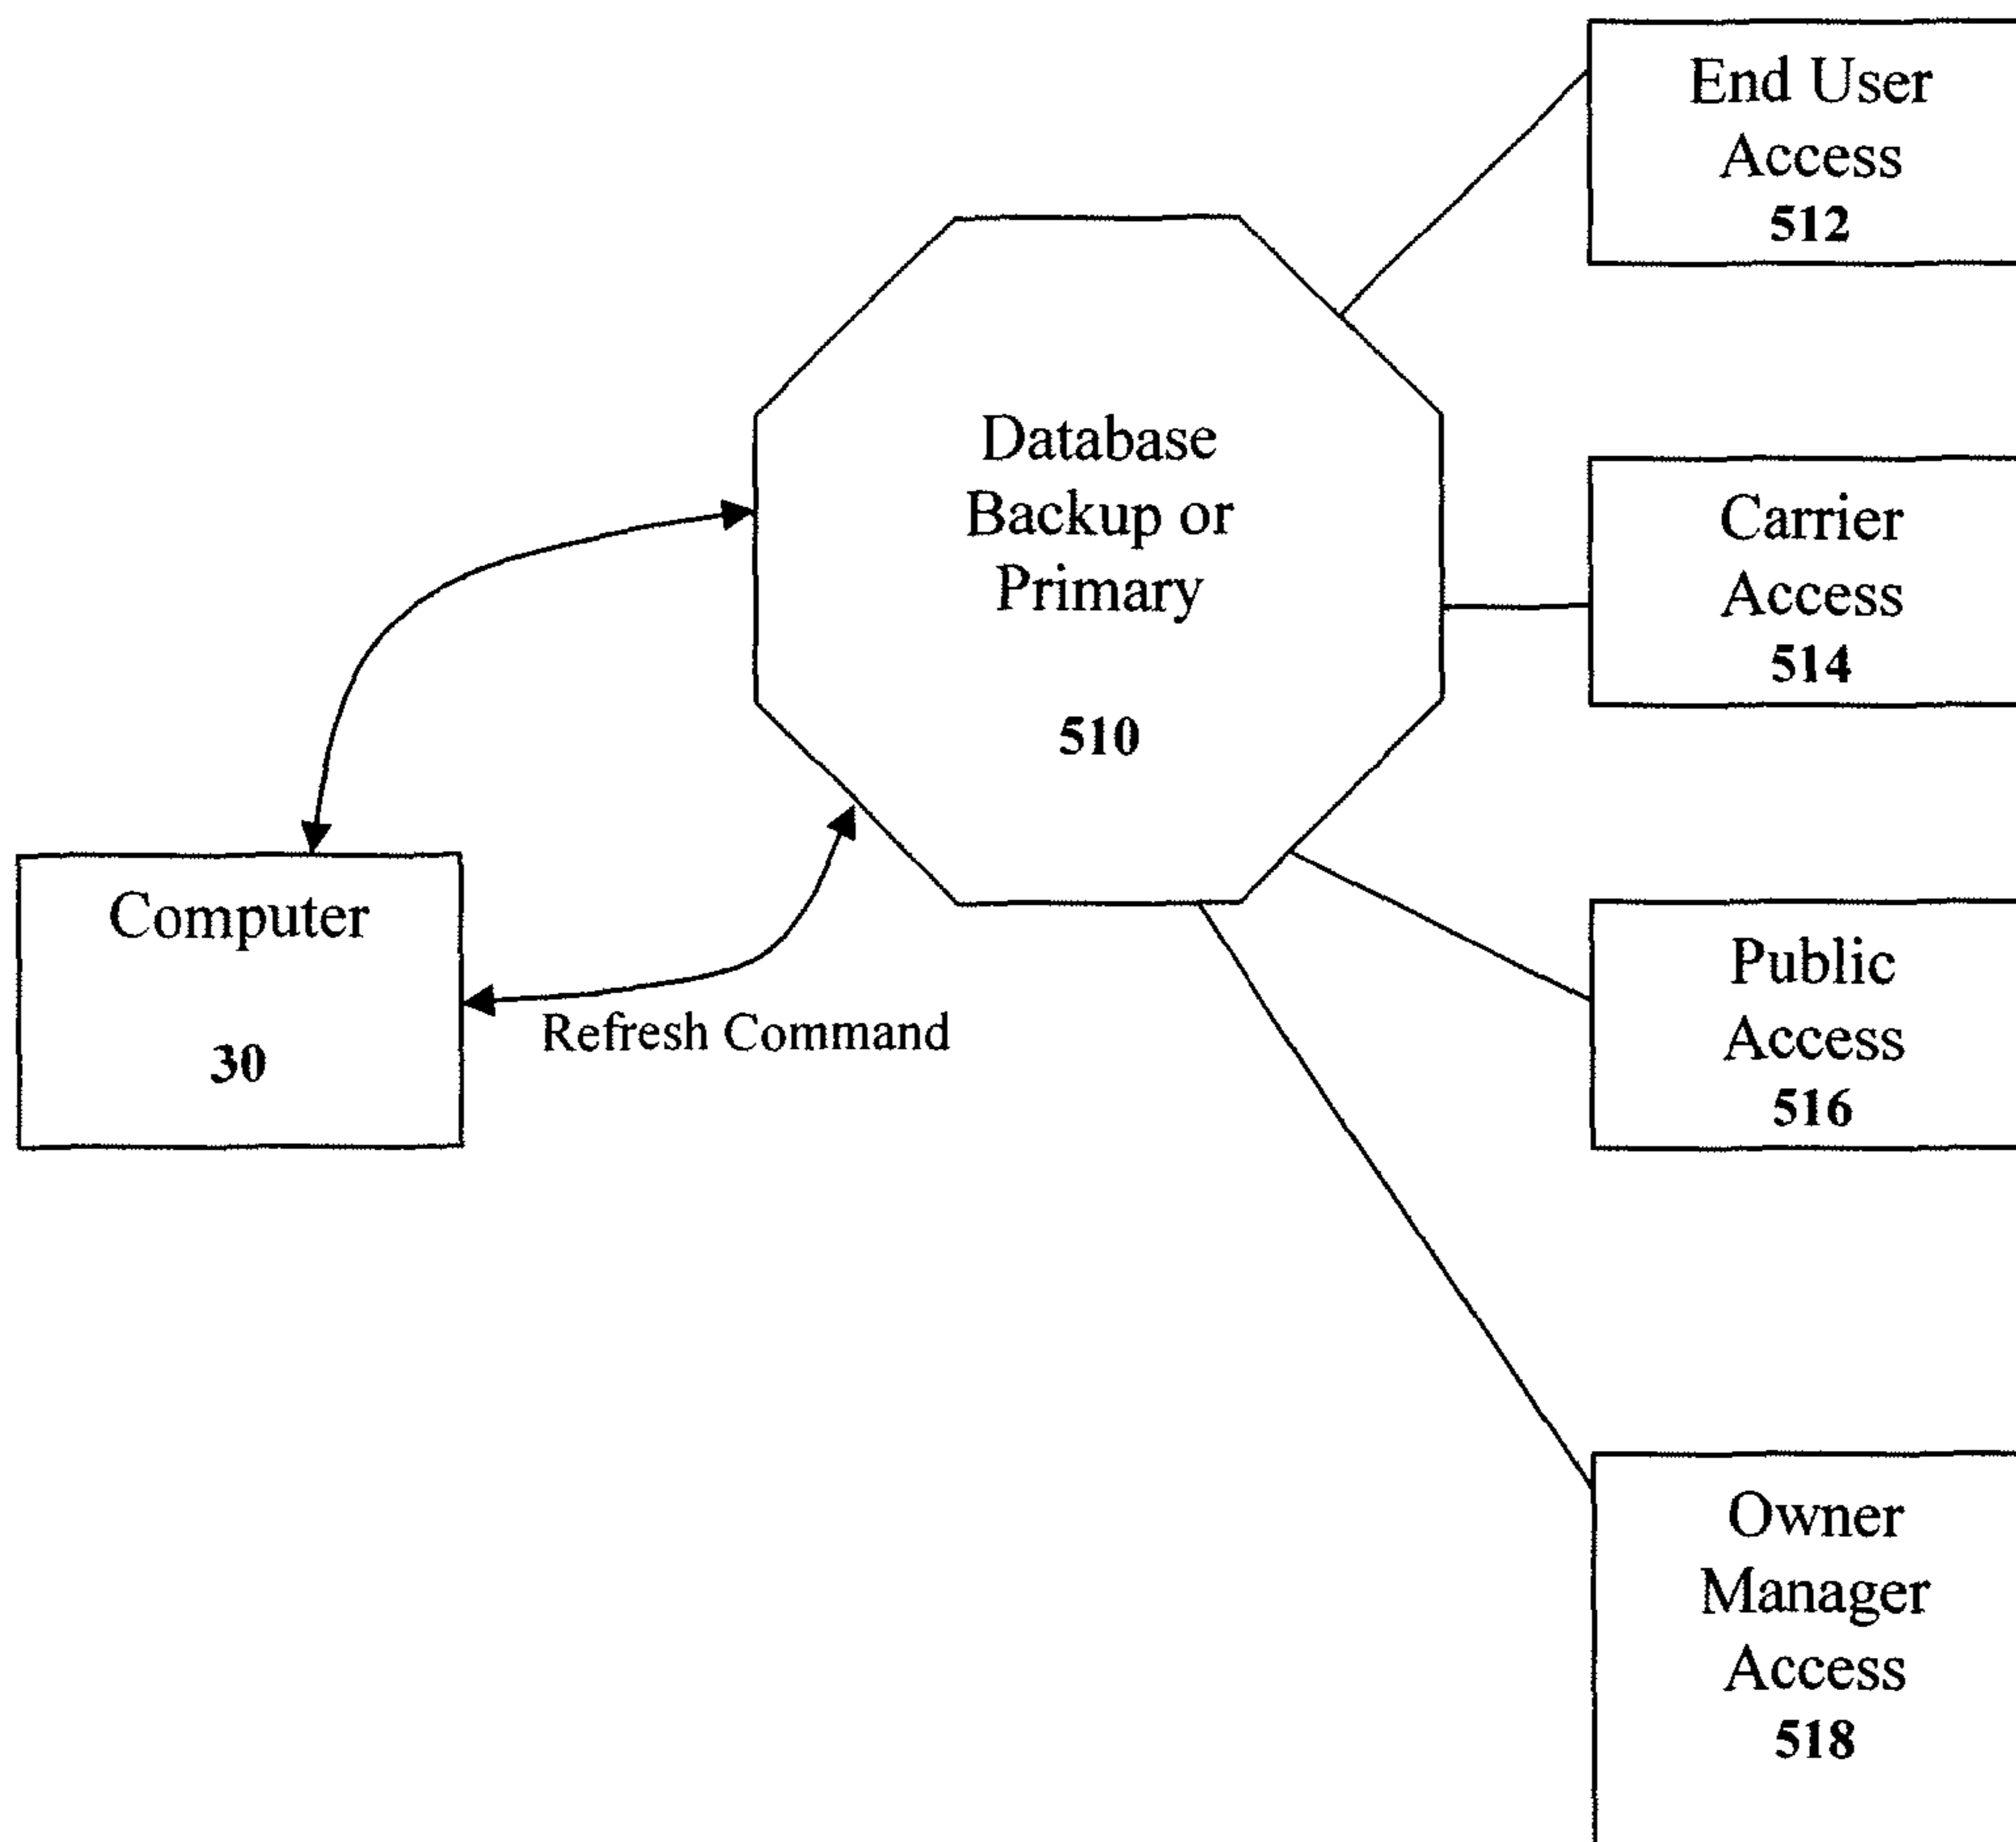 End User
Access
512
Database
Backup or
Primary
510
Carrier
Access
514
Computer
30
Refresh Command
Public
Access
516
Owner
Manager
Access
518